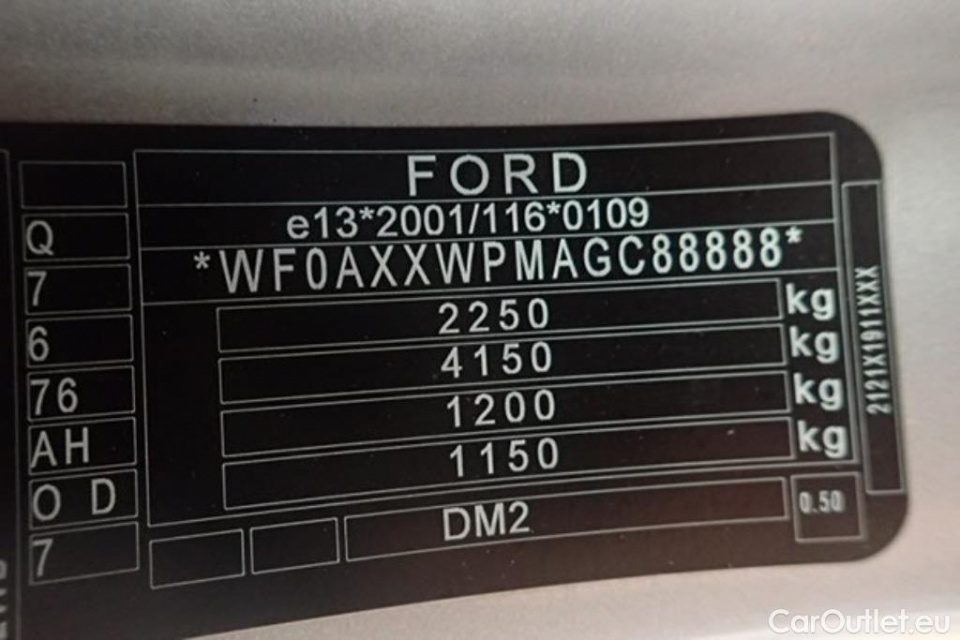 FORD
e13*2001/116*0109
*WF0AXXWPMAGC88888*
2250 kg
4150 kg
1200 kg
1150 kg
DM2
0.50
Q
7
6
76
AH
O D
7
2121X1911XXX
CarOutlet.eu